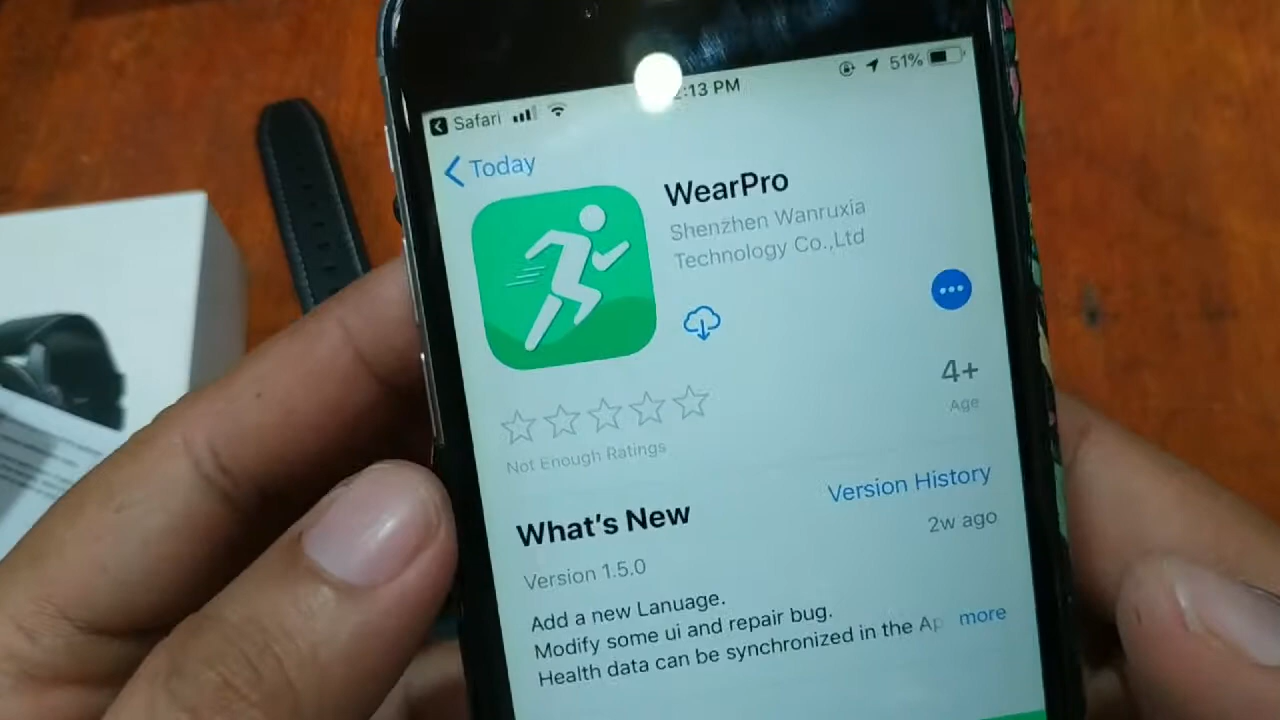 Safari
:13 PM
51%
Today
WearPro
Shenzhen Wanruxia
Technology Co.,Ltd
4+
Age
Not Enough Ratings
What's New
Version History
2w ago
Version 1.5.0
Add a new Lanuage.
Modify some ui and repair bug.
Health data can be synchronized in the Ap
more